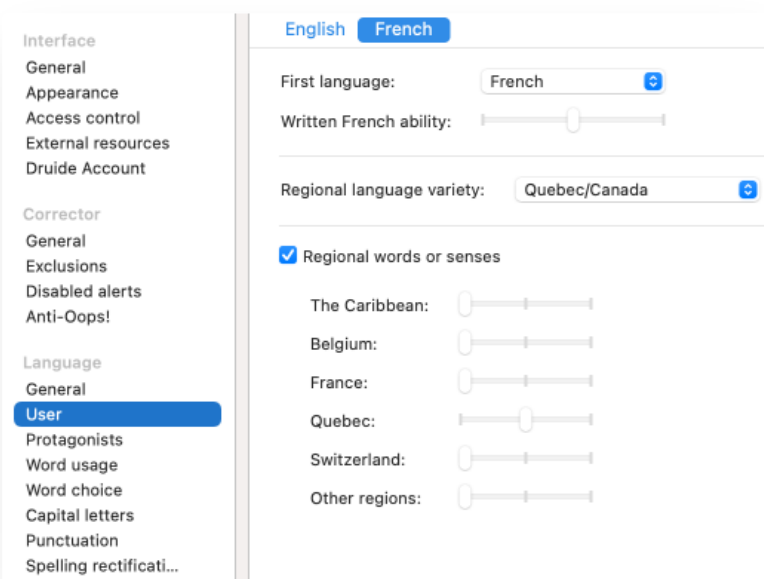 Interface
General
Appearance
Access control
External resources
Druide Account
Corrector
General
Exclusions
Disabled alerts
Anti-Oops!
Language
General
User
Protagonists
Word usage
Word choice
Capital letters
Punctuation
Spelling rectificati...
English French
First language: French
Written French ability:
Regional language variety: Quebec/Canada
Regional words or senses
The Caribbean:
Belgium:
France:
Quebec:
Switzerland:
Other regions: